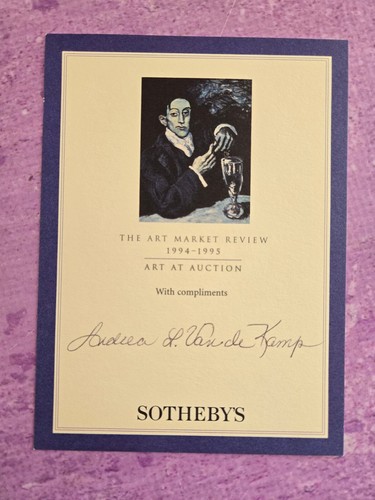 THE ART MARKET REVIEW
1994–1995
ART AT AUCTION
With compliments
Andrea L. Van de Kamp
SOTHEBY'S